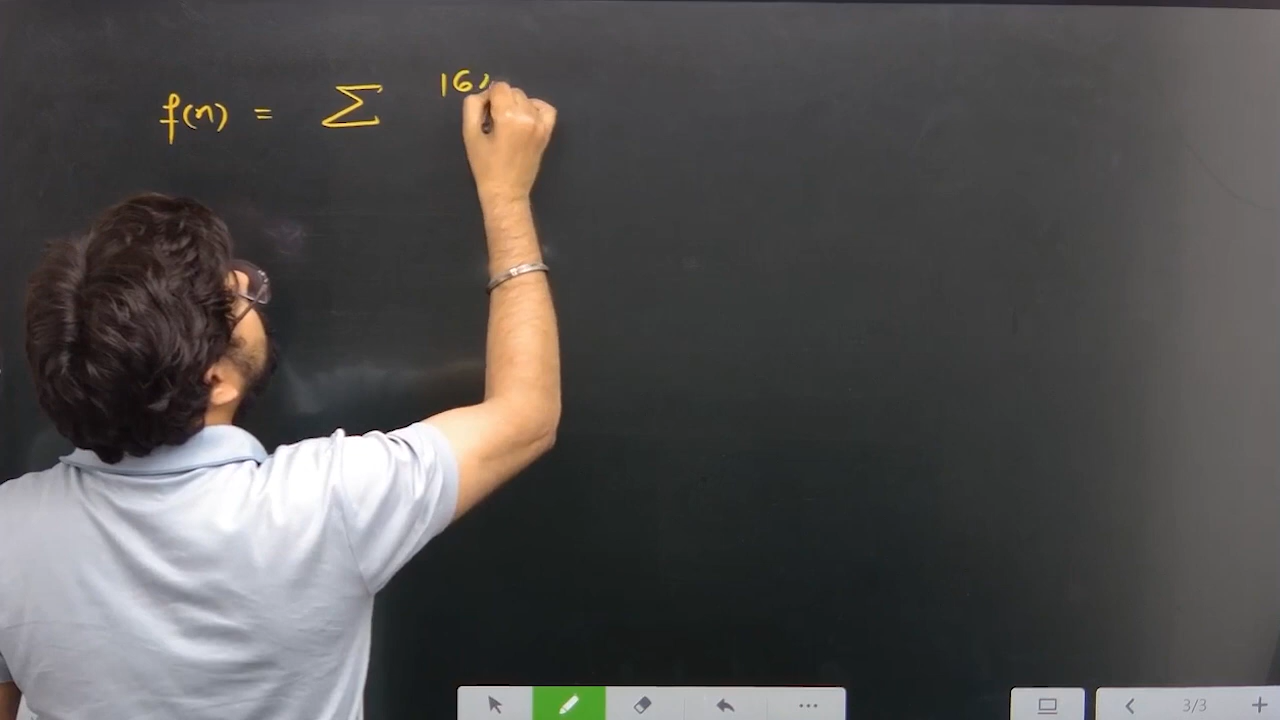 f(n) = Σ 16
3/3